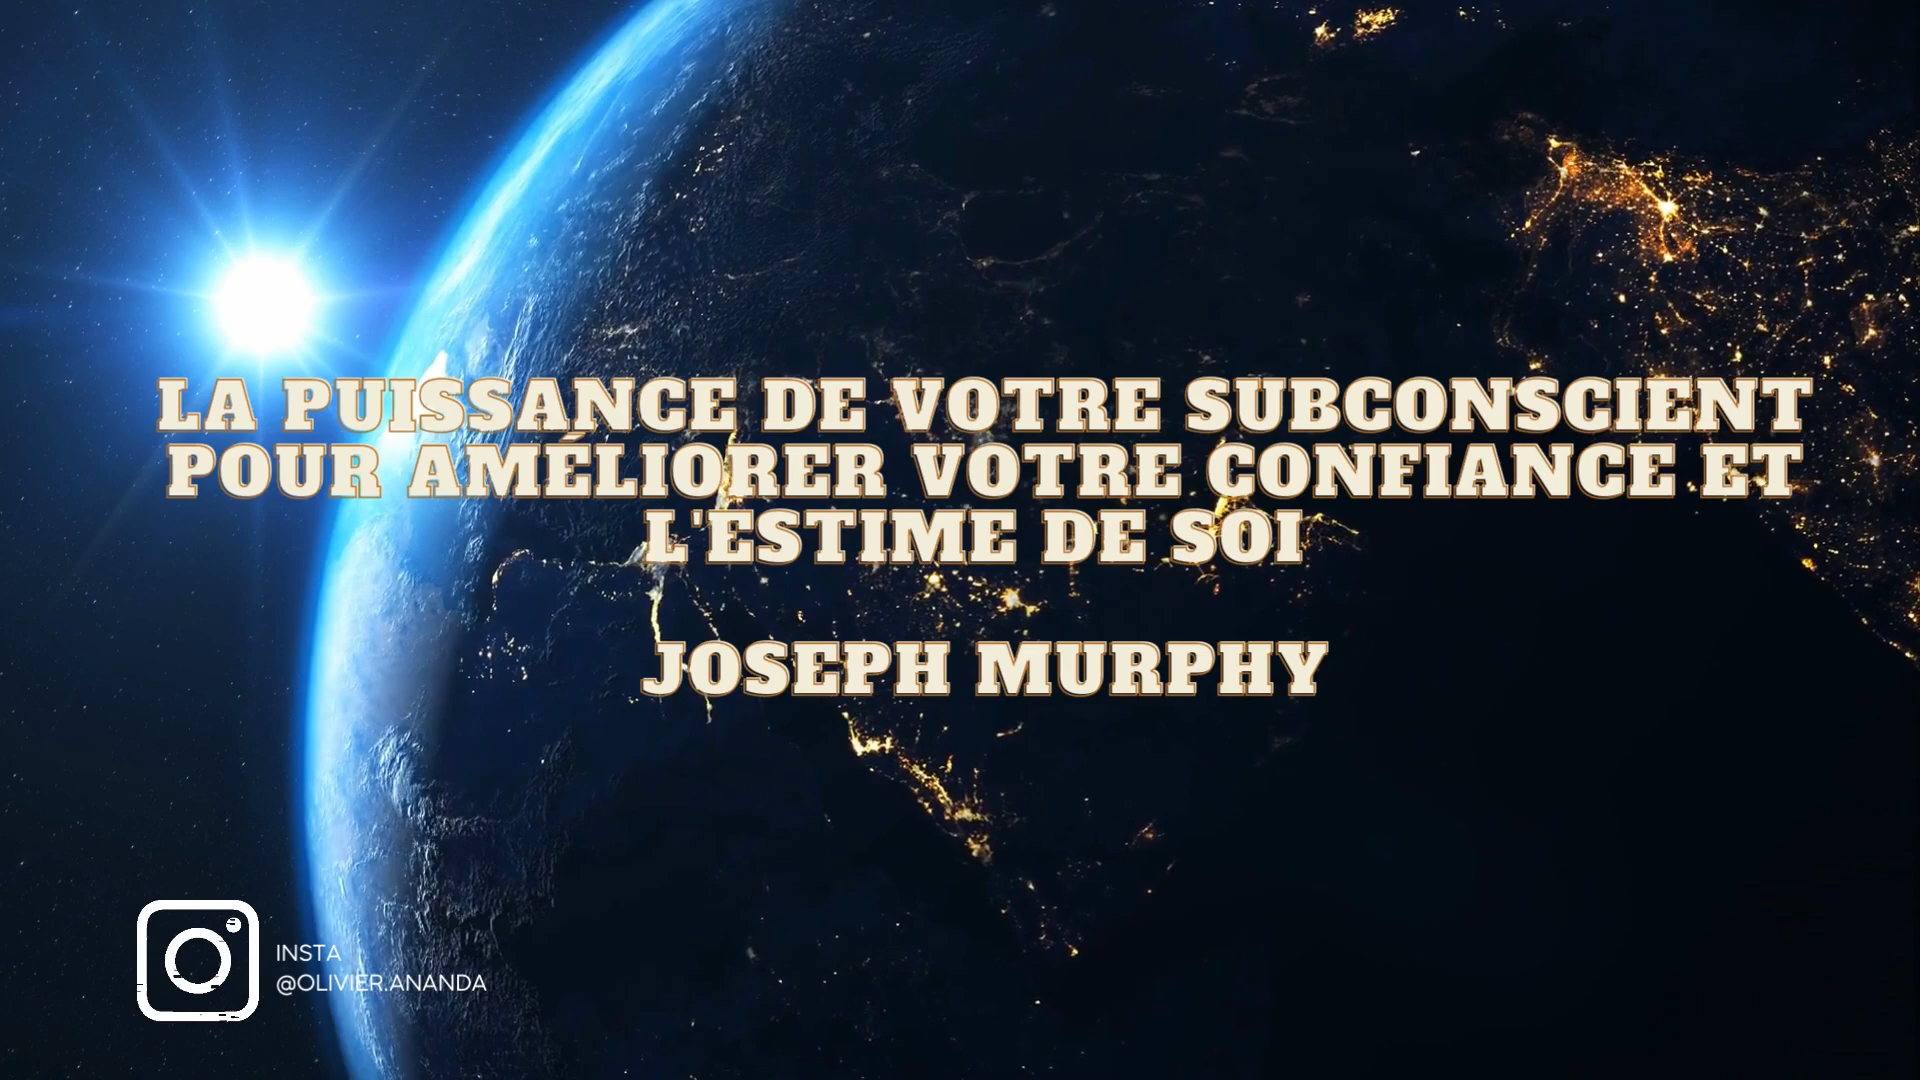 LA PUISSANCE DE VOTRE SUBCONSCIENT
POUR AMÉLIORER VOTRE CONFIANCE ET
L'ESTIME DE SOI
JOSEPH MURPHY
INSTA
@OLIVIER.ANANDA